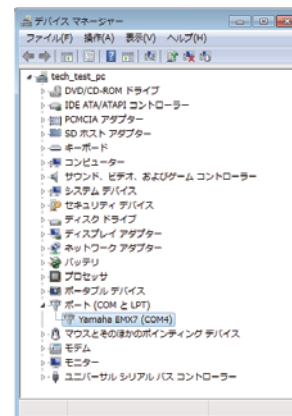 デバイス マネージャー
ファイル(F) 操作(A) 表示(V) ヘルプ(H)
tech_test_pc
DVD/CD-ROM ドライブ
IDE ATA/ATAPI コントローラー
PCMCIA アダプター
SD ホスト アダプター
キーボード
コンピューター
サウンド、ビデオ、およびゲーム コントローラー
システム デバイス
セキュリティ デバイス
ディスク ドライブ
ディスプレイ アダプター
ネットワーク アダプター
バッテリ
プロセッサ
ポータブル デバイス
ポート (COM と LPT)
Yamaha EMX7 (COM4)
マウスとそのほかのポインティング デバイス
モデム
モニター
ユニバーサル シリアル バス コントローラー